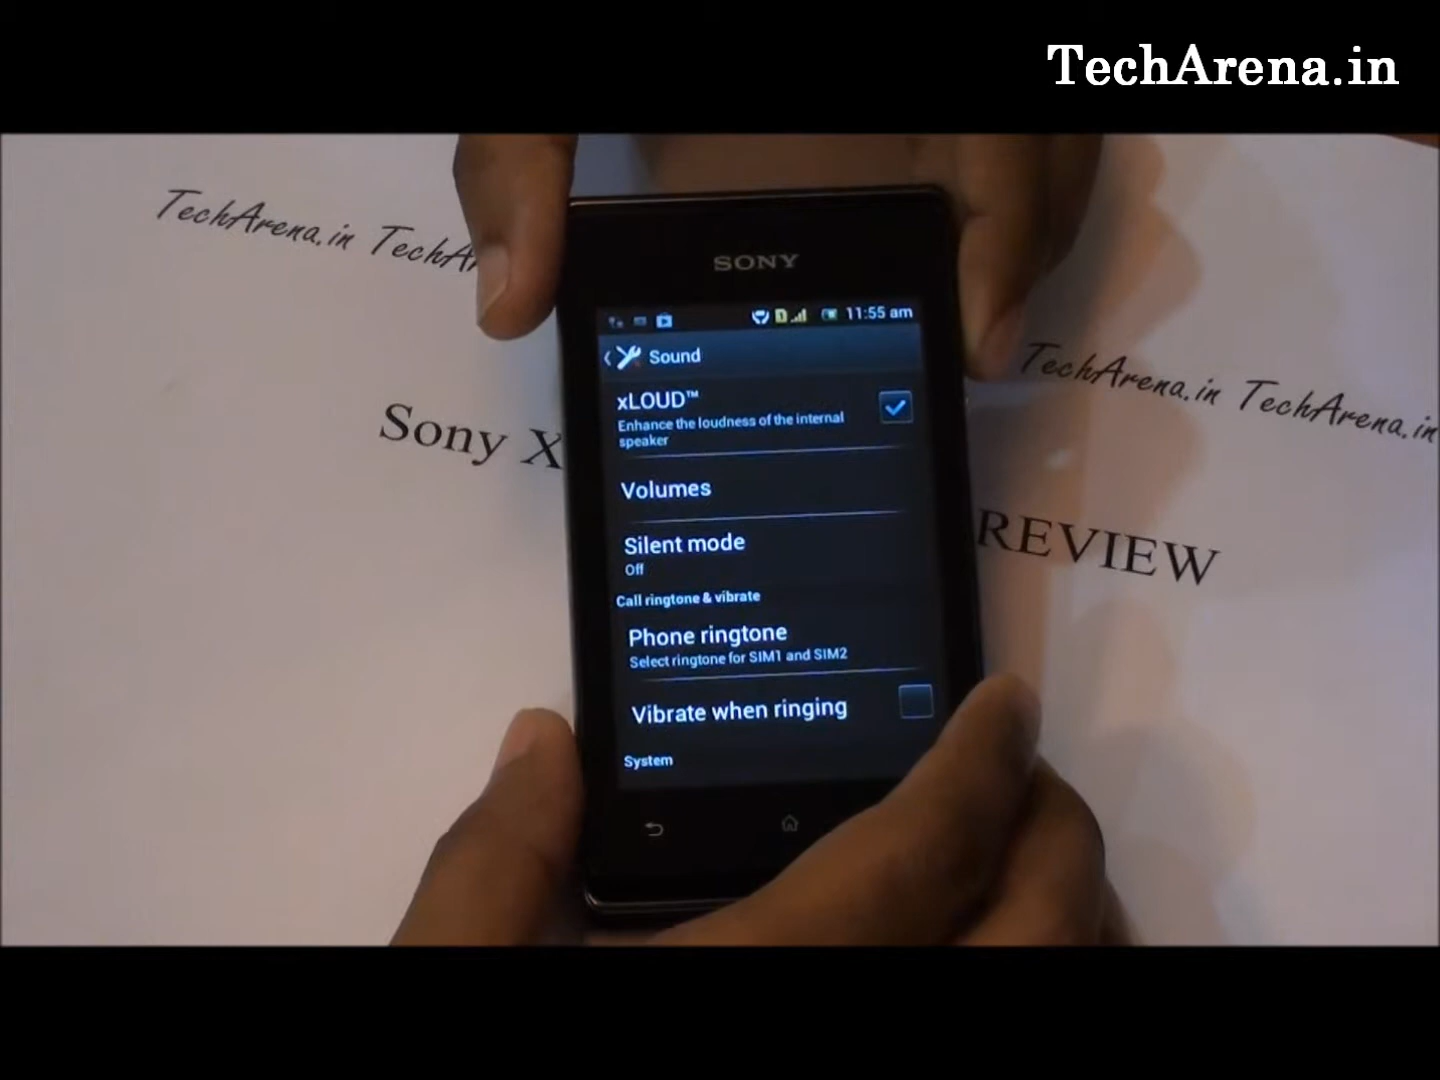 TechArena.in
TechArena.in TechAr
SONY
11:55 am
Sound
xLOUD™
Enhance the loudness of the internal
speaker
Volumes
Silent mode
Off
Call ringtone & vibrate
Phone ringtone
Select ringtone for SIM1 and SIM2
Vibrate when ringing
System
TechArena.in TechArena.in
Sony X
REVIEW